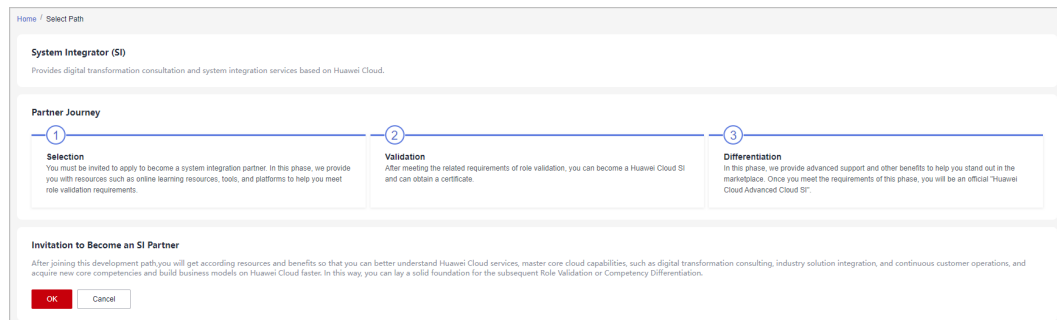 Home / Select Path
System Integrator (SI)
Provides digital transformation consultation and system integration services based on Huawei Cloud.
Partner Journey
1
Selection
You must be invited to apply to become a system integration partner. In this phase, we provide
you with resources such as online learning resources, tools, and platforms to help you meet
role validation requirements.
2
Validation
After meeting the related requirements of role validation, you can become a Huawei Cloud SI
and can obtain a certificate.
3
Differentiation
In this phase, we provide advanced support and other benefits to help you stand out in the
marketplace. Once you meet the requirements of this phase, you will be an official "Huawei
Cloud Advanced Cloud SI".
Invitation to Become an SI Partner
After joining this development path,you will get according resources and benefits so that you can better understand Huawei Cloud services, master core cloud capabilities, such as digital transformation consulting, industry solution integration, and continuous customer operations, and
acquire new core competencies and build business models on Huawei Cloud faster. In this way, you can lay a solid foundation for the subsequent Role Validation or Competency Differentiation.
OK Cancel